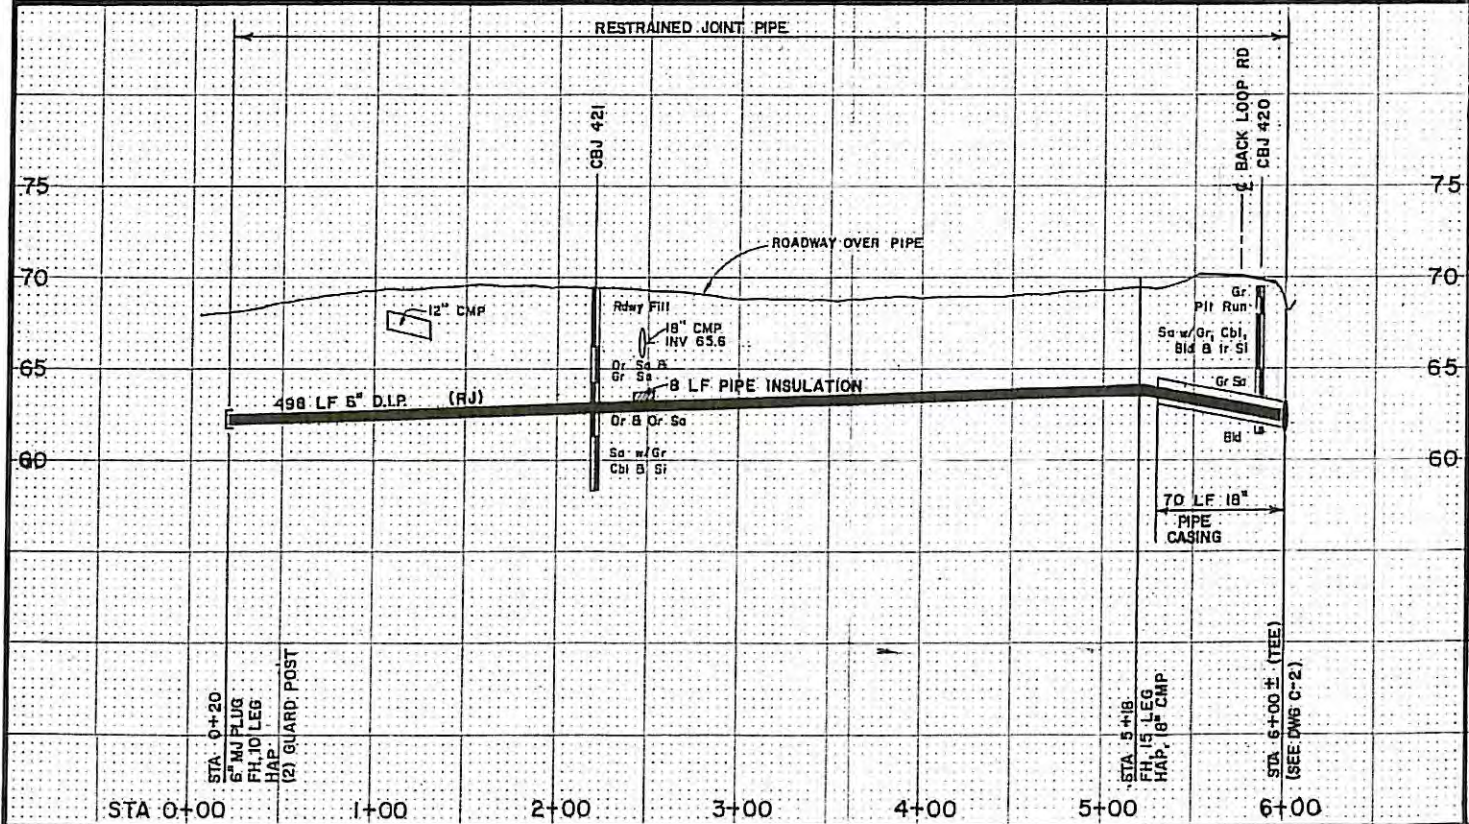 RESTRAINED JOINT PIPE
CBJ 421
℄ BACK LOOP RD
CBJ 420
75
75
ROADWAY OVER PIPE
70
70
12" CMP
Rdwy Fill
18" CMP
INV 65.6
Or Sa &
Gr Sa
Gr
Pit Run
Sa w/Gr, Cbl,
Bld & tr Si
Gr Sa
65
65
8 LF PIPE INSULATION
498 LF 6" D.I.P. (RJ)
Or & Or Sa
Sa w/Gr
Cbl & Si
Bld
60
60
70 LF 18"
PIPE
CASING
STA 0+20
6" MJ PLUG
FH, 10 LEG
HAP
(2) GUARD POST
STA 5+18
FH, 15 LEG
HAP, 18" CMP
STA 6+00 ± (TEE)
(SEE DWG C-2)
STA 0+00
1+00
2+00
3+00
4+00
5+00
6+00